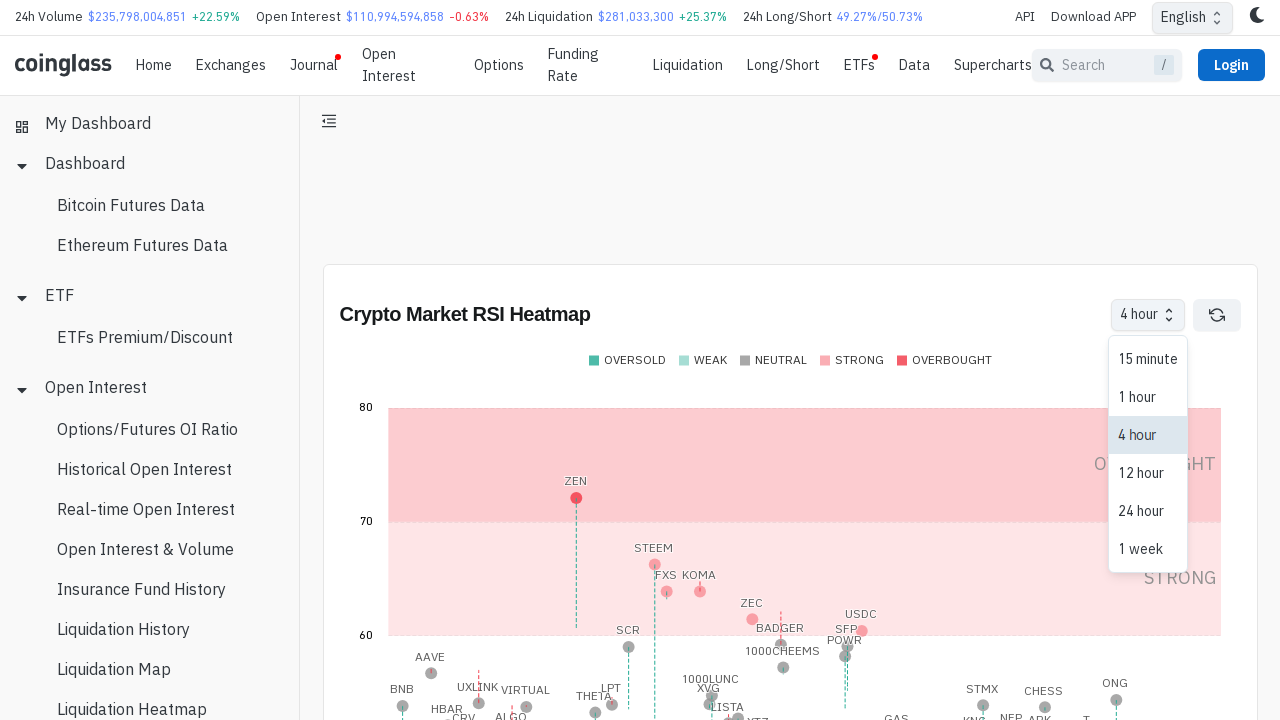 24h Volume $235,798,004,851 +22.59% Open Interest $110,994,594,858 -0.63% 24h Liquidation $281,033,300 +25.37% 24h Long/Short 49.27%/50.73% API Download APP English
coinglass Home Exchanges Journal Open Interest Options Funding Rate Liquidation Long/Short ETFs Data Supercharts Search / Login
My Dashboard
Dashboard
Bitcoin Futures Data
Ethereum Futures Data
ETF
ETFs Premium/Discount
Open Interest
Options/Futures OI Ratio
Historical Open Interest
Real-time Open Interest
Open Interest & Volume
Insurance Fund History
Liquidation History
Liquidation Map
Liquidation Heatmap
Crypto Market RSI Heatmap
4 hour
15 minute
1 hour
4 hour
12 hour
24 hour
1 week
OVERSOLD WEAK NEUTRAL STRONG OVERBOUGHT
80
70
STRONG
60
ZEN
STEEM
FXS KOMA
ZEC
USDC
BADGER
SFP
SCR
POWR
1000CHEEMS
AAVE
1000LUNC
BNB
UXLINK
VIRTUAL
LPT
XVG
STMX
CHESS
ONG
THETA
HBAR
LISTA
CRV
ALGO